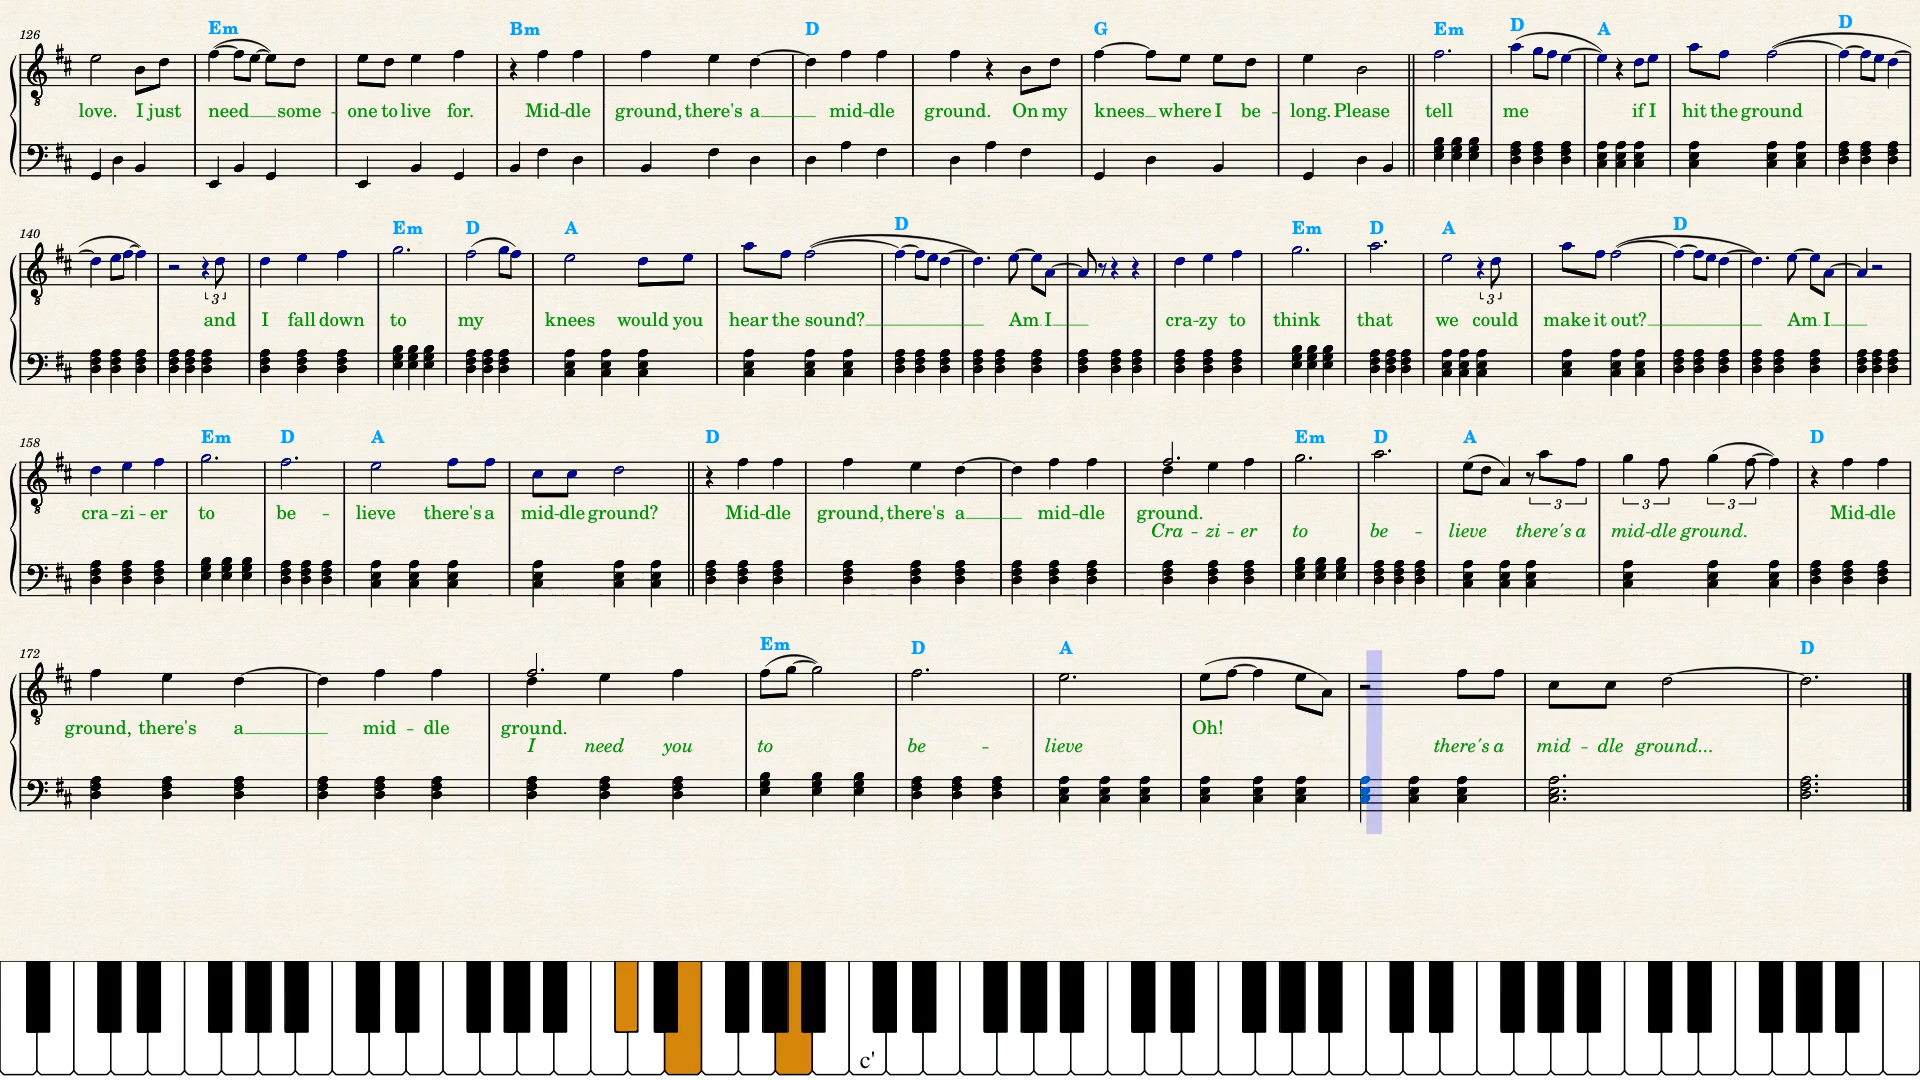 126 Em Bm D G Em D A D
love. I just need some - one to live for. Mid-dle ground, there's a mid-dle ground. On my knees where I be - long. Please tell me if I hit the ground
140 Em D A D Em D A D
3 3
and I fall down to my knees would you hear the sound? Am I cra-zy to think that we could make it out? Am I
158 Em D A D Em D A D
3 3 3
cra - zi - er to be - lieve there's a mid-dle ground? Mid-dle ground, there's a mid-dle ground. Mid-dle
Cra - zi - er to be - lieve there's a mid-dle ground.
172 Em D A D
ground, there's a mid - dle ground. Oh!
I need you to be - lieve there's a mid - dle ground...
c'